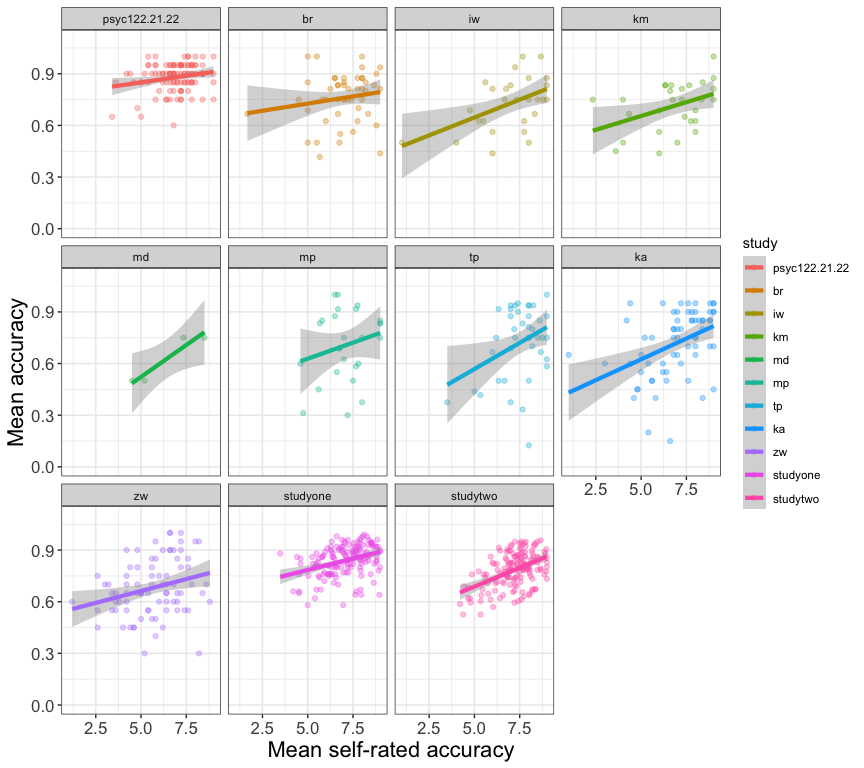 psyc122.21.22 br iw km
0.9
0.6
0.3
0.0
md mp tp ka
0.9
0.6
0.3
0.0
2.5 5.0 7.5
zw studyone studytwo
0.9
0.6
0.3
0.0
2.5 5.0 7.5 2.5 5.0 7.5 2.5 5.0 7.5
Mean self-rated accuracy
Mean accuracy
study
psyc122.21.22
br
iw
km
md
mp
tp
ka
zw
studyone
studytwo